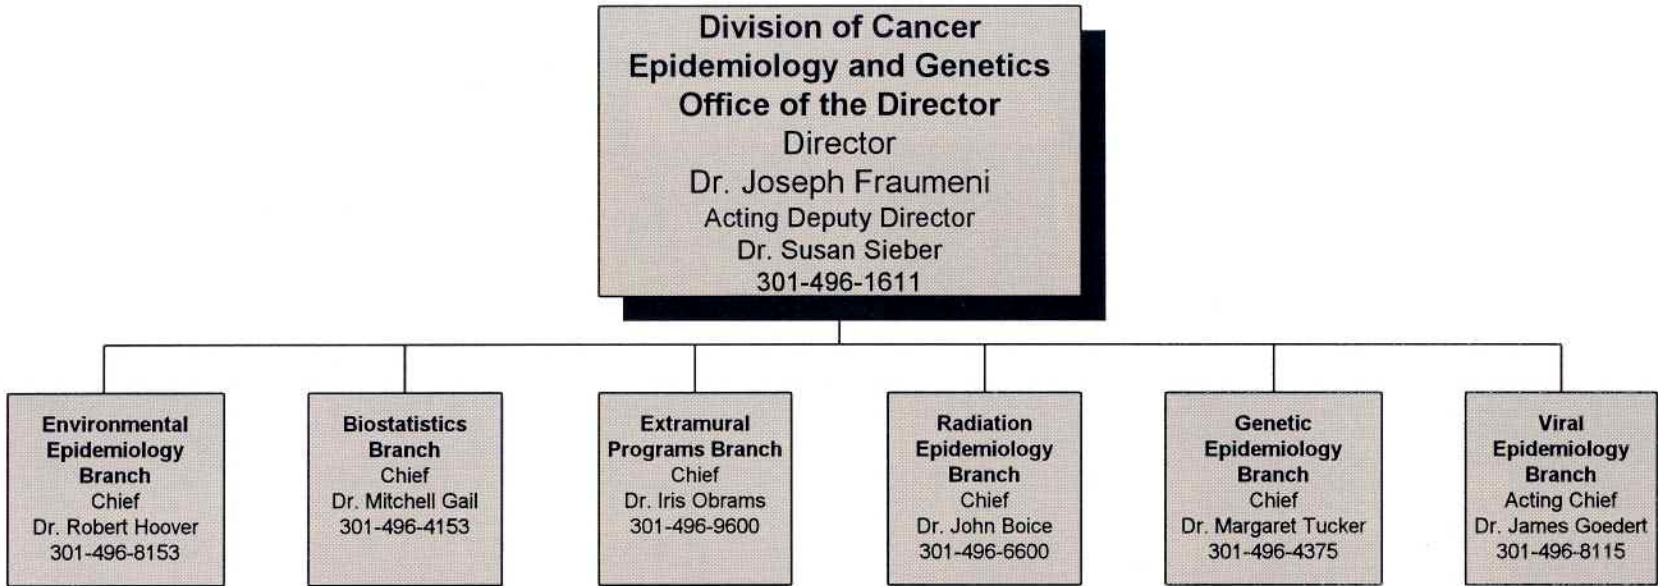 Division of Cancer
Epidemiology and Genetics
Office of the Director
Director
Dr. Joseph Fraumeni
Acting Deputy Director
Dr. Susan Sieber
301-496-1611
Environmental
Epidemiology
Branch
Chief
Dr. Robert Hoover
301-496-8153
Biostatistics
Branch
Chief
Dr. Mitchell Gail
301-496-4153
Extramural
Programs Branch
Chief
Dr. Iris Obrams
301-496-9600
Radiation
Epidemiology
Branch
Chief
Dr. John Boice
301-496-6600
Genetic
Epidemiology
Branch
Chief
Dr. Margaret Tucker
301-496-4375
Viral
Epidemiology
Branch
Acting Chief
Dr. James Goedert
301-496-8115